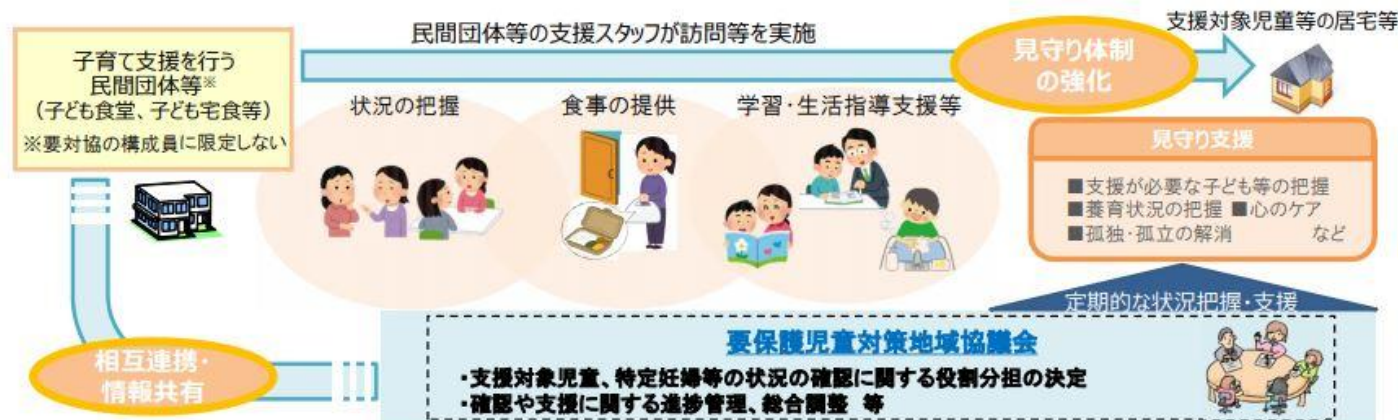 子育て支援を行う
民間団体等※
（子ども食堂、子ども宅食等）
※要対協の構成員に限定しない
民間団体等の支援スタッフが訪問等を実施
状況の把握
食事の提供
学習・生活指導支援等
見守り体制
の強化
支援対象児童等の居宅等
見守り支援
■支援が必要な子ども等の把握
■養育状況の把握 ■心のケア
■孤独・孤立の解消 など
定期的な状況把握・支援
相互連携・
情報共有
要保護児童対策地域協議会
・支援対象児童、特定妊婦等の状況の確認に関する役割分担の決定
・確認や支援に関する進捗管理、総合調整 等